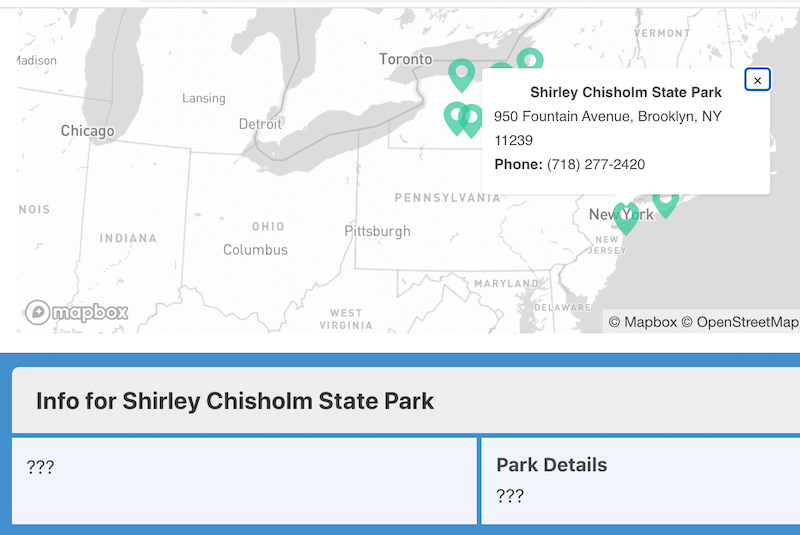 VERMONT
Toronto
Madison
Lansing
Detroit
Chicago
Shirley Chisholm State Park
×
950 Fountain Avenue, Brooklyn, NY
11239
Phone: (718) 277-2420
PENNSYLVANIA
NOIS
New York
OHIO
Pittsburgh
INDIANA
Columbus
NEW
JERSEY
MARYLAND
DELAWARE
mapbox
WEST
VIRGINIA
© Mapbox © OpenStreetMap
Info for Shirley Chisholm State Park
???
Park Details
???